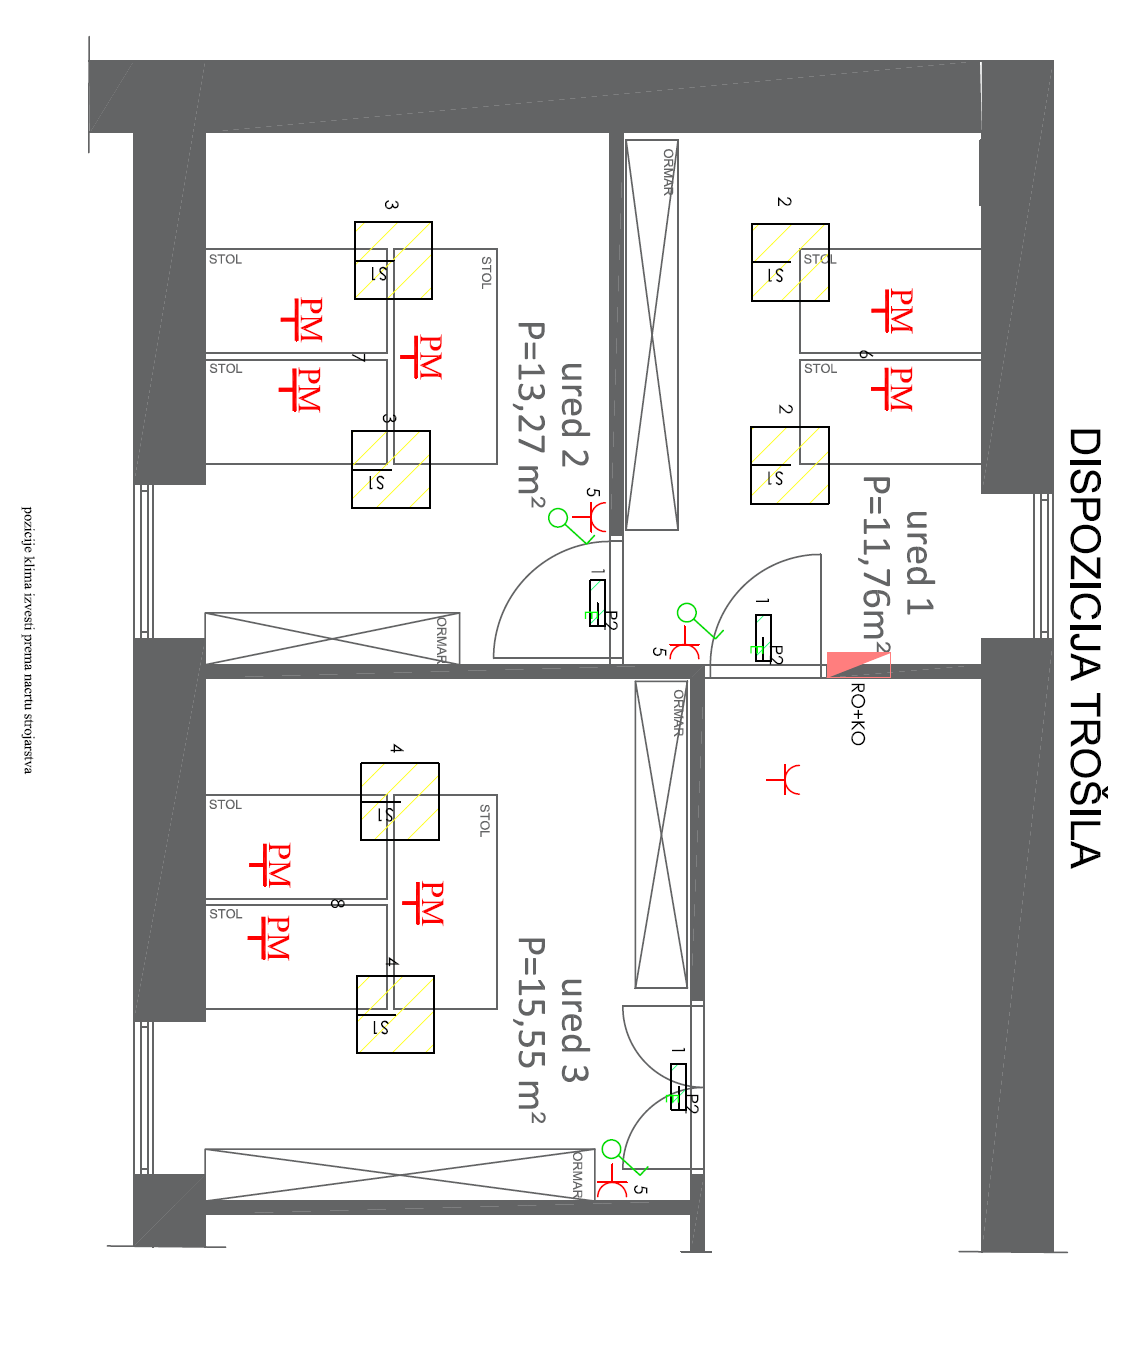 DISPOZICIJA TROŠILA
ured 1
P=11,76m²
2
S1
STOL
PM
6
STOL
PM
2
S1
ORMAR
1
P2
E
5
RO+KO
ured 2
P=13,27 m²
3
S1
STOL
STOL
PM
PM
7
STOL
PM
3
S1
5
1
P2
E
ORMAR
ured 3
P=15,55 m²
ORMAR
4
S1
STOL
STOL
PM
PM
8
STOL
PM
4
S1
1
P2
E
ORMAR
5
pozicije klima izvesti prema nacrtu strojarstva